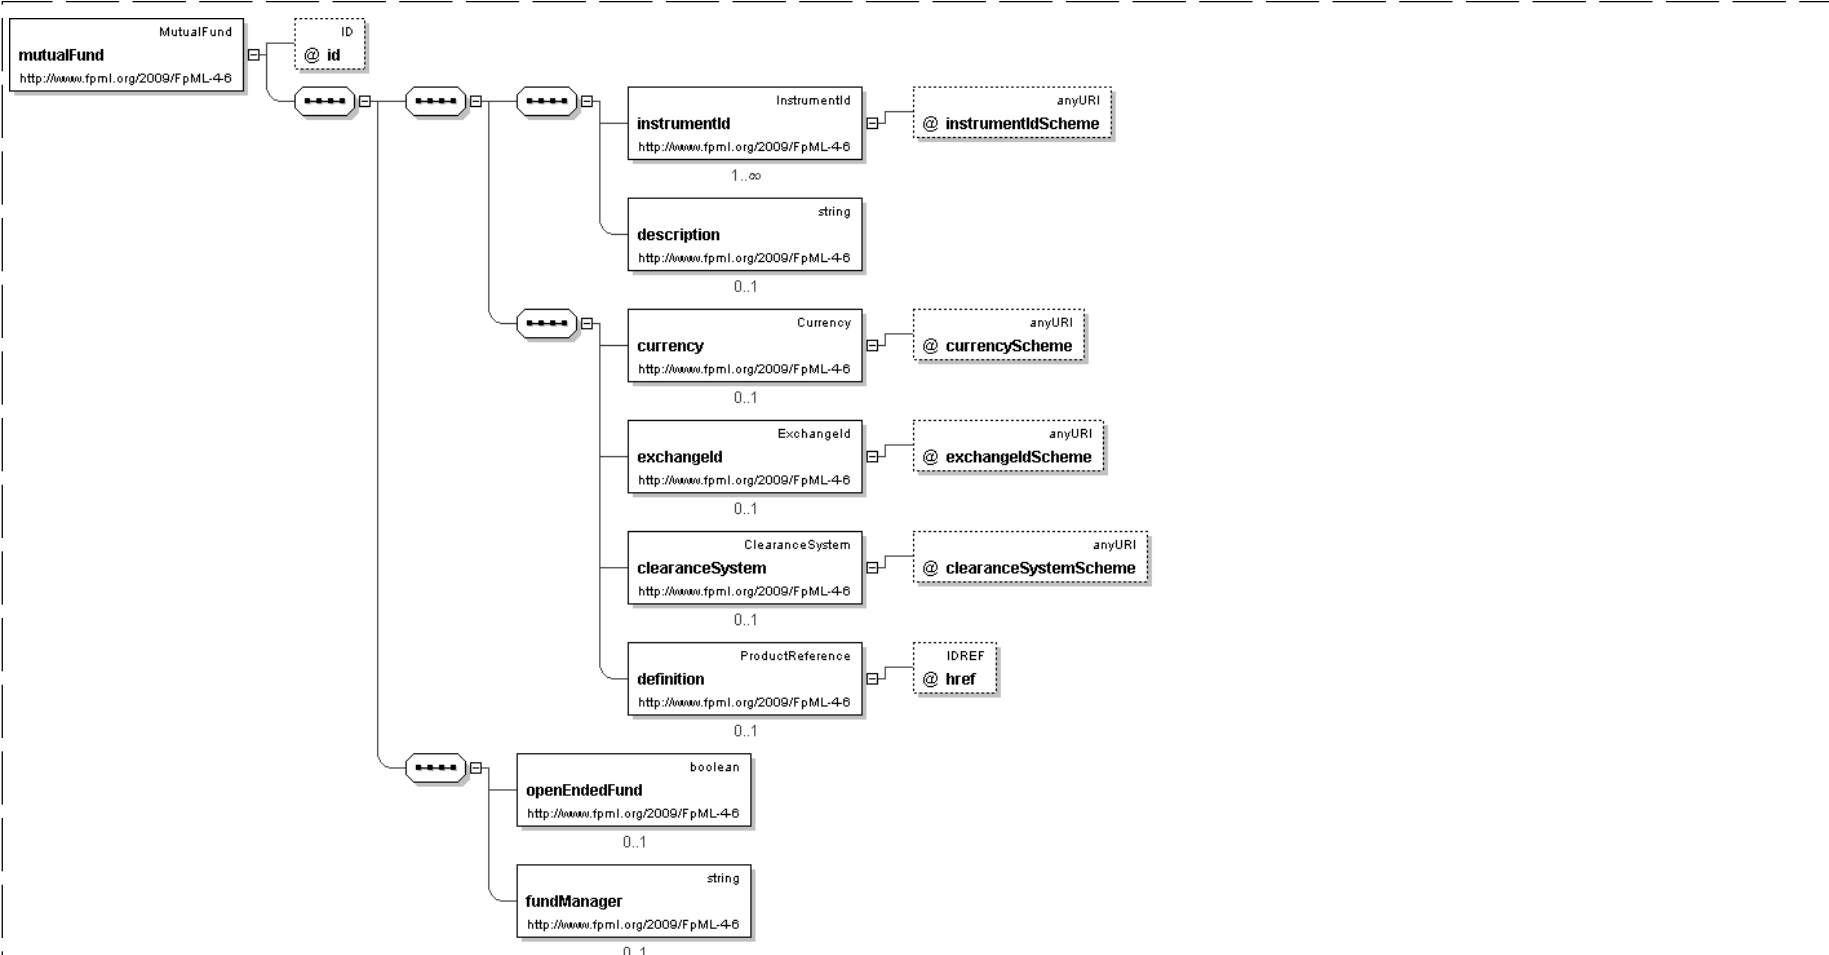 MutualFund
mutualFund
http://www.fpml.org/2009/FpML-4-6
ID
@ id
InstrumentId
instrumentId
http://www.fpml.org/2009/FpML-4-6
1..∞
anyURI
@ instrumentIdScheme
string
description
http://www.fpml.org/2009/FpML-4-6
0..1
Currency
currency
http://www.fpml.org/2009/FpML-4-6
0..1
anyURI
@ currencyScheme
ExchangeId
exchangeId
http://www.fpml.org/2009/FpML-4-6
0..1
anyURI
@ exchangeIdScheme
ClearanceSystem
clearanceSystem
http://www.fpml.org/2009/FpML-4-6
0..1
anyURI
@ clearanceSystemScheme
ProductReference
definition
http://www.fpml.org/2009/FpML-4-6
0..1
IDREF
@ href
boolean
openEndedFund
http://www.fpml.org/2009/FpML-4-6
0..1
string
fundManager
http://www.fpml.org/2009/FpML-4-6
0..1